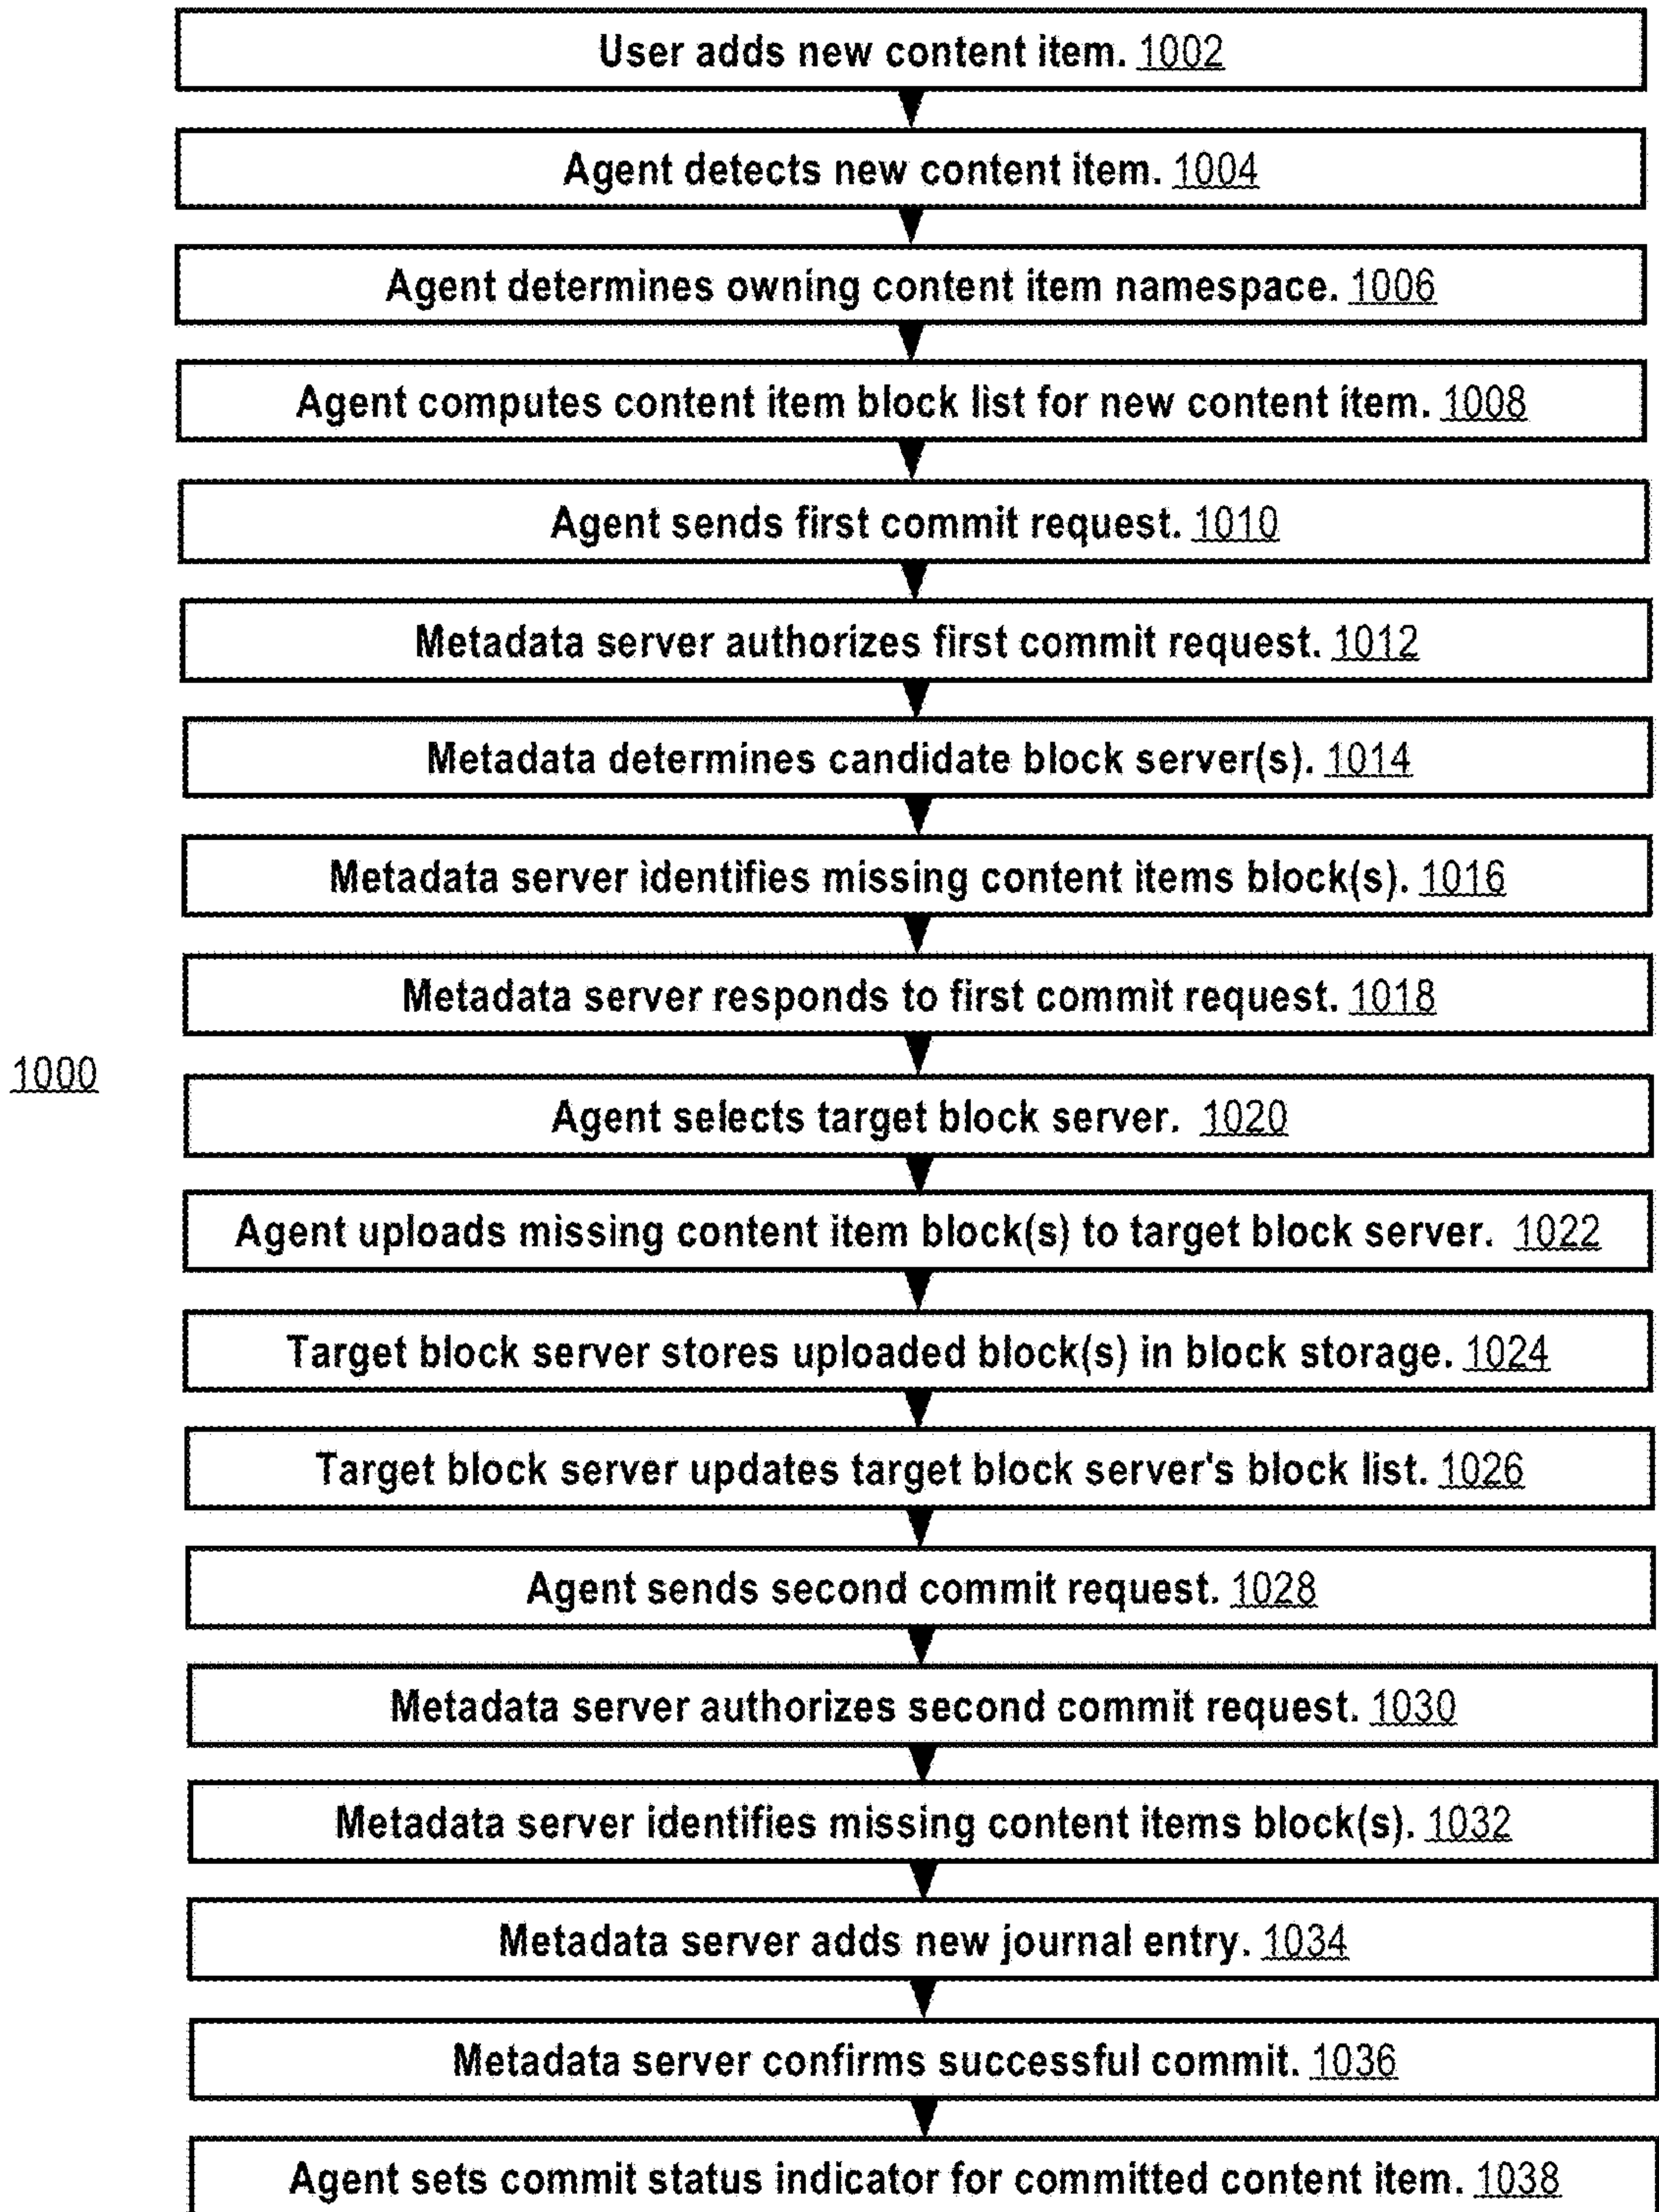 User adds new content item. 1002
Agent detects new content item. 1004
Agent determines owning content item namespace. 1006
Agent computes content item block list for new content item. 1008
Agent sends first commit request. 1010
Metadata server authorizes first commit request. 1012
Metadata determines candidate block server(s). 1014
Metadata server identifies missing content items block(s). 1016
Metadata server responds to first commit request. 1018
1000
Agent selects target block server. 1020
Agent uploads missing content item block(s) to target block server. 1022
Target block server stores uploaded block(s) in block storage. 1024
Target block server updates target block server's block list. 1026
Agent sends second commit request. 1028
Metadata server authorizes second commit request. 1030
Metadata server identifies missing content items block(s). 1032
Metadata server adds new journal entry. 1034
Metadata server confirms successful commit. 1036
Agent sets commit status indicator for committed content item. 1038